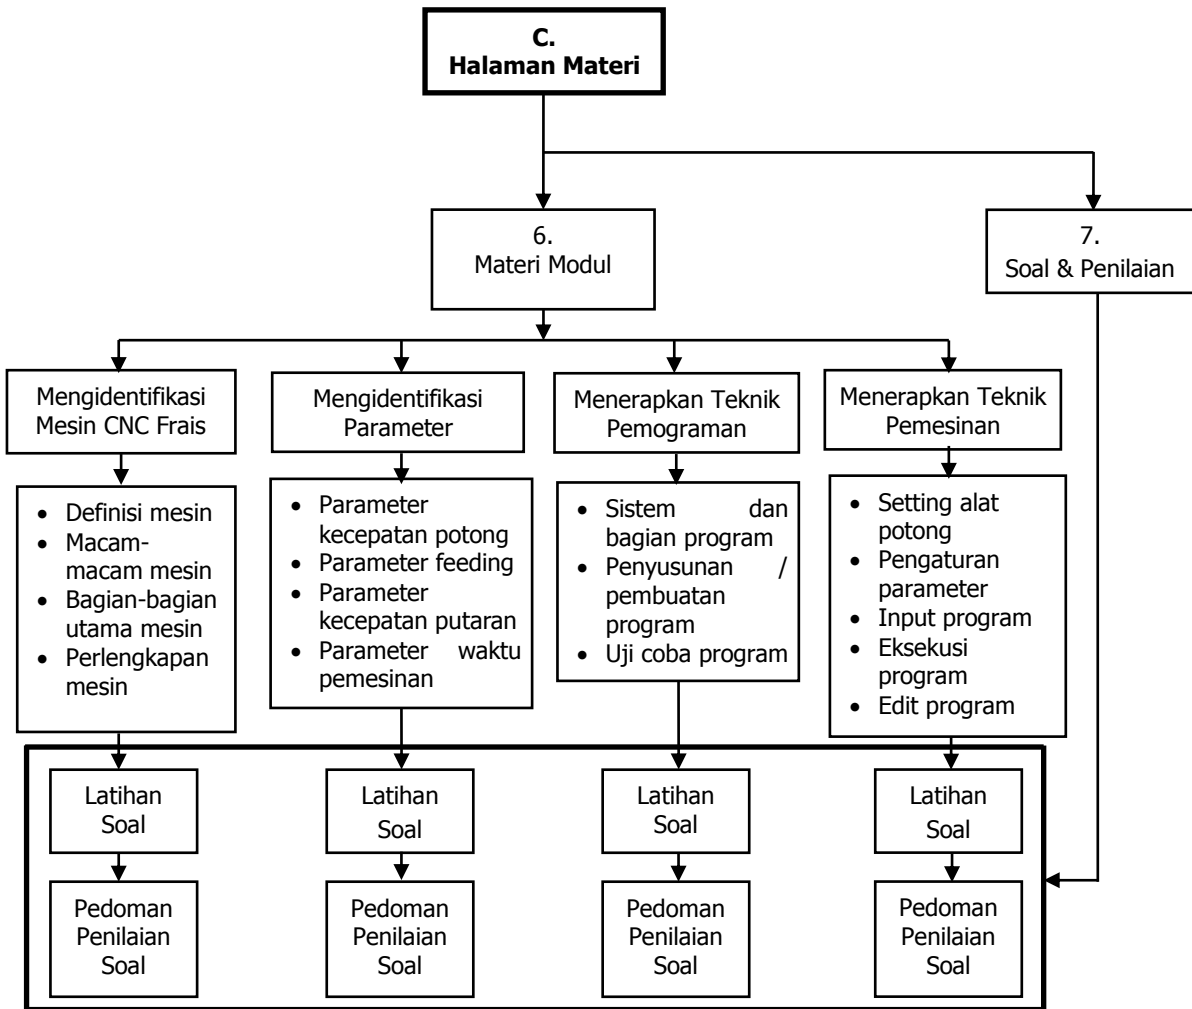 C.
Halaman Materi
6.
Materi Modul
7.
Soal & Penilaian
Mengidentifikasi
Mesin CNC Frais
Mengidentifikasi
Parameter
Menerapkan Teknik
Pemograman
Menerapkan Teknik
Pemesinan
• Definisi mesin
• Macam-
macam mesin
• Bagian-bagian
utama mesin
• Perlengkapan
mesin
• Parameter
kecepatan potong
• Parameter feeding
• Parameter
kecepatan putaran
• Parameter waktu
pemesinan
• Sistem dan
bagian program
• Penyusunan /
pembuatan
program
• Uji coba program
• Setting alat
potong
• Pengaturan
parameter
• Input program
• Eksekusi
program
• Edit program
Latihan
Soal
Latihan
Soal
Latihan
Soal
Latihan
Soal
Pedoman
Penilaian
Soal
Pedoman
Penilaian
Soal
Pedoman
Penilaian
Soal
Pedoman
Penilaian
Soal